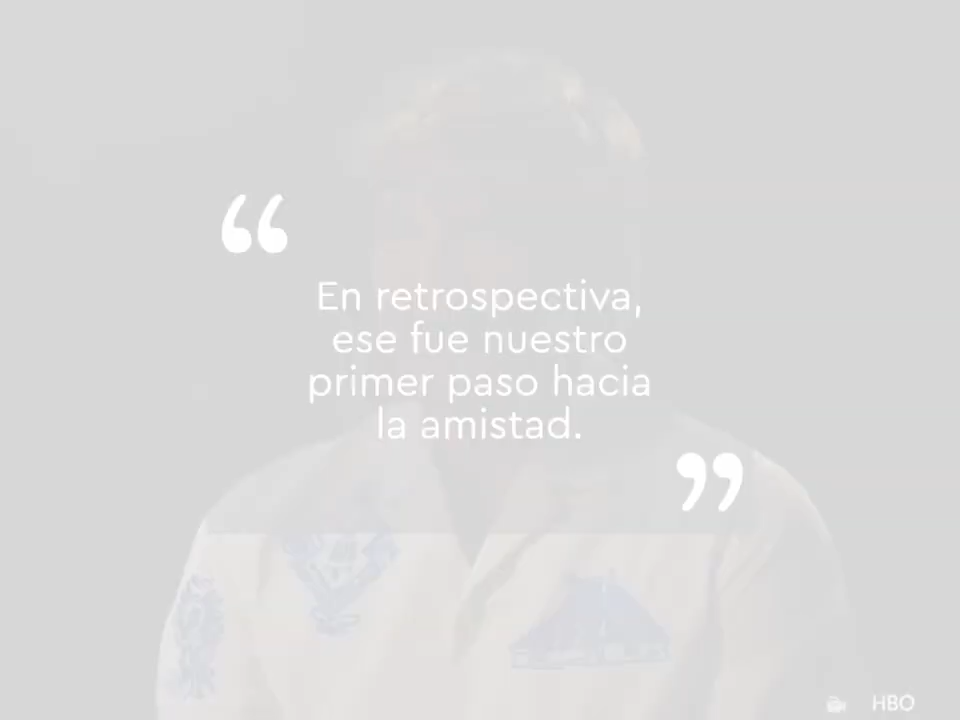 “
En retrospectiva,
ese fue nuestro
primer paso hacia
la amistad.
”
HBO